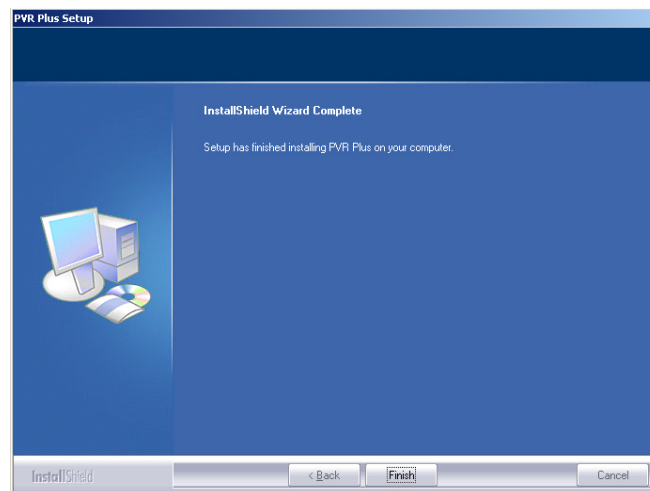 PVR Plus Setup
InstallShield Wizard Complete
Setup has finished installing PVR Plus on your computer.
InstallShield
< Back
Finish
Cancel